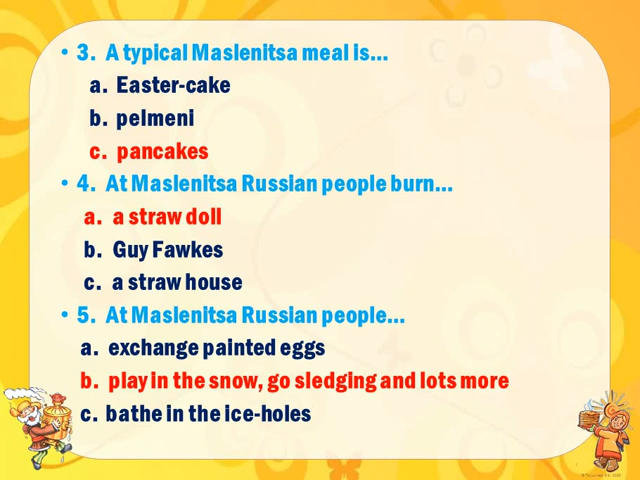 • 3. A typical Maslenitsa meal is...
a. Easter-cake
b. pelmeni
c. pancakes
• 4. At Maslenitsa Russian people burn...
a. a straw doll
b. Guy Fawkes
c. a straw house
• 5. At Maslenitsa Russian people...
a. exchange painted eggs
b. play in the snow, go sledging and lots more
c. bathe in the ice-holes